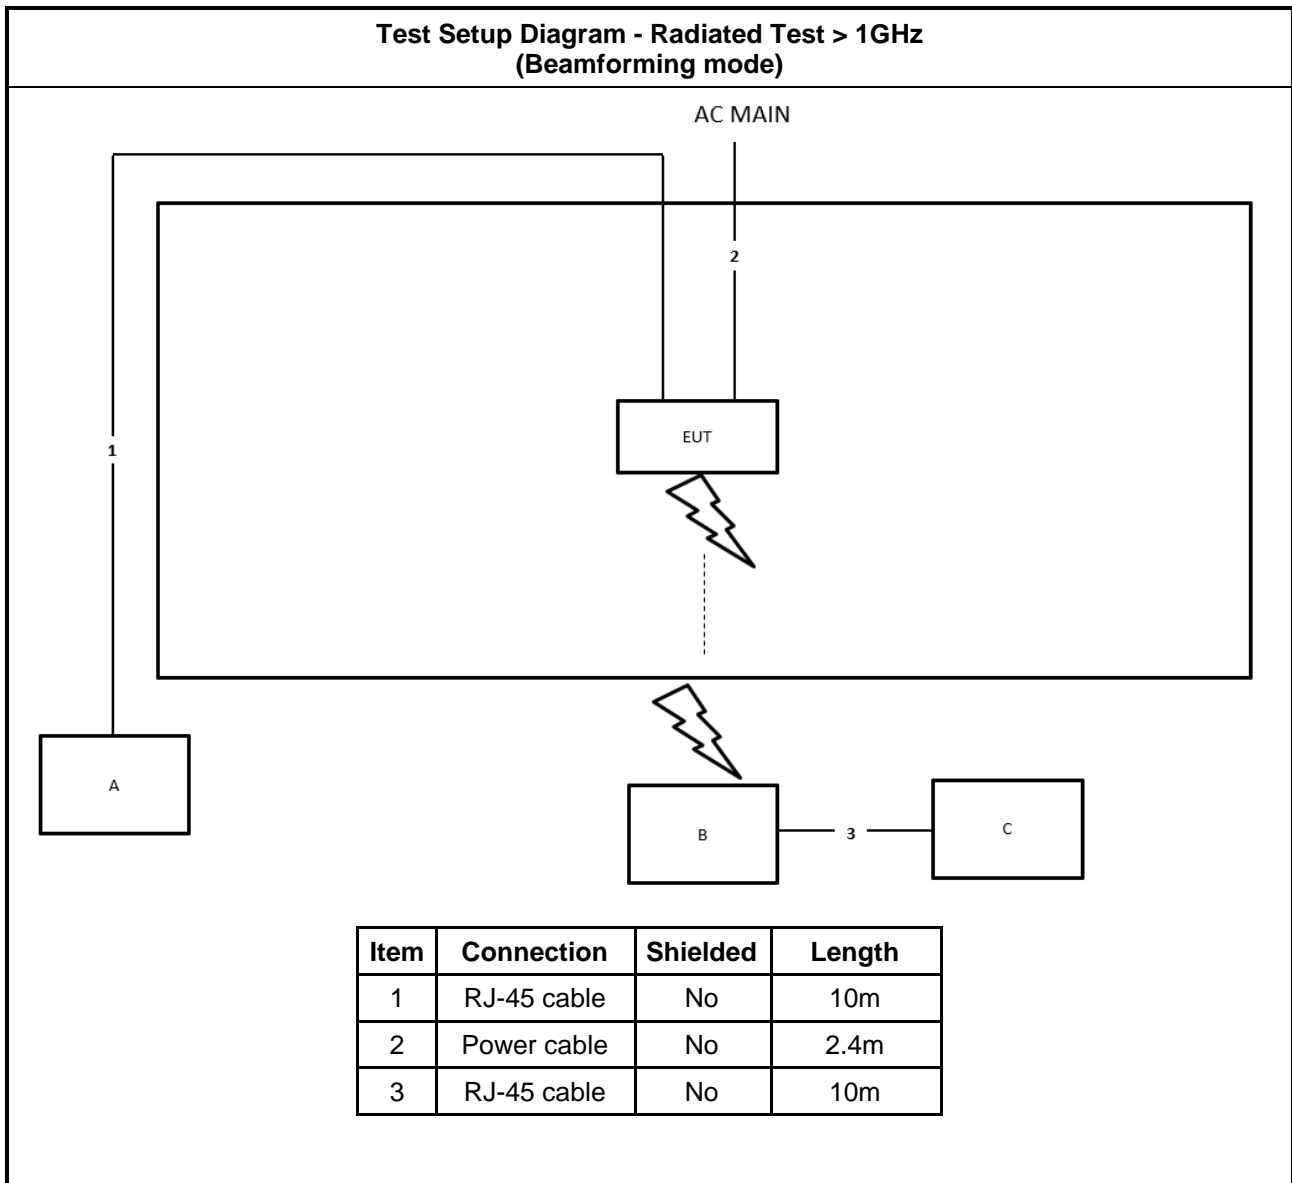 Test Setup Diagram - Radiated Test > 1GHz
(Beamforming mode)
AC MAIN
2
1
EUT
A
B
3
C
Item Connection Shielded Length
1 RJ-45 cable No 10m
2 Power cable No 2.4m
3 RJ-45 cable No 10m